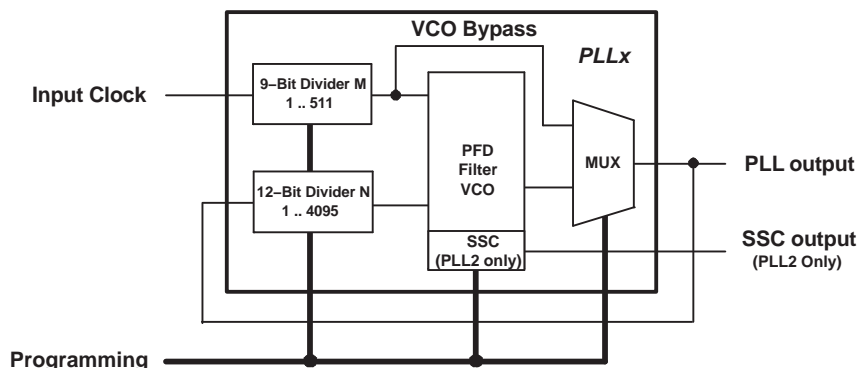 VCO Bypass
PLLx
Input Clock
9–Bit Divider M
1 .. 511
PFD
Filter
VCO
MUX
PLL output
12–Bit Divider N
1 .. 4095
SSC
(PLL2 only)
SSC output
(PLL2 Only)
Programming